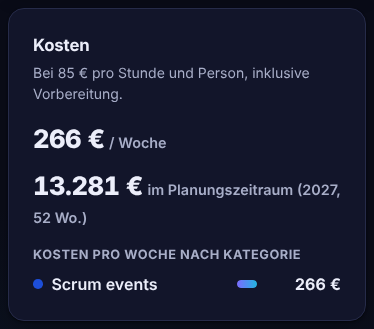 Kosten
Bei 85 € pro Stunde und Person, inklusive
Vorbereitung.
266 € / Woche
13.281 € im Planungszeitraum (2027,
52 Wo.)
KOSTEN PRO WOCHE NACH KATEGORIE
Scrum events 266 €